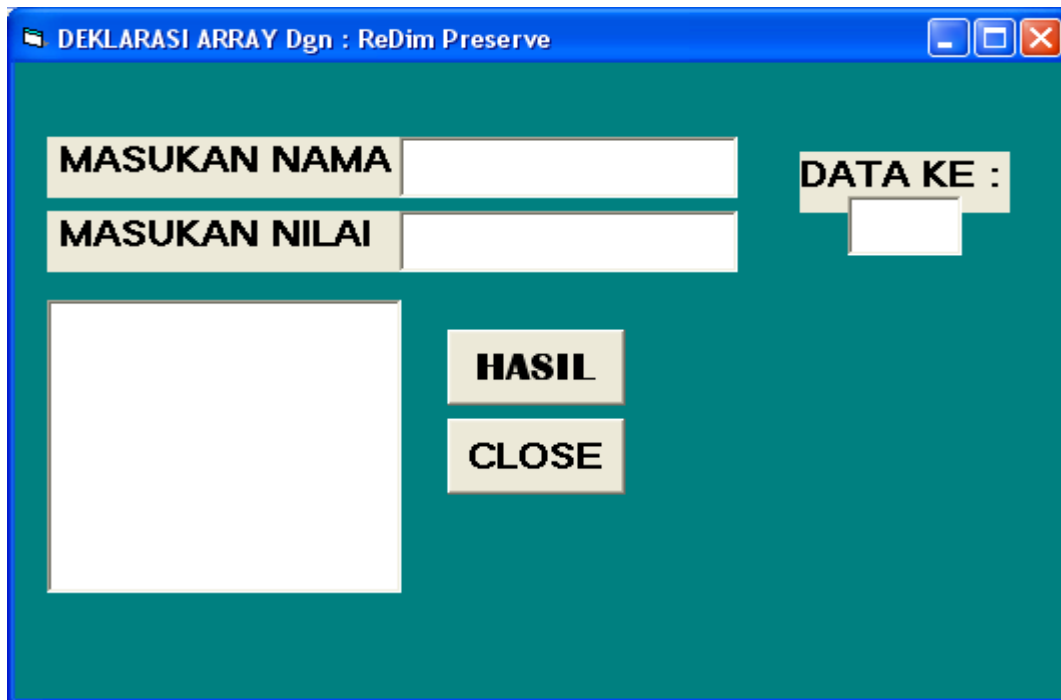 DEKLARASI ARRAY Dgn : ReDim Preserve
MASUKAN NAMA
DATA KE :
MASUKAN NILAI
HASIL
CLOSE